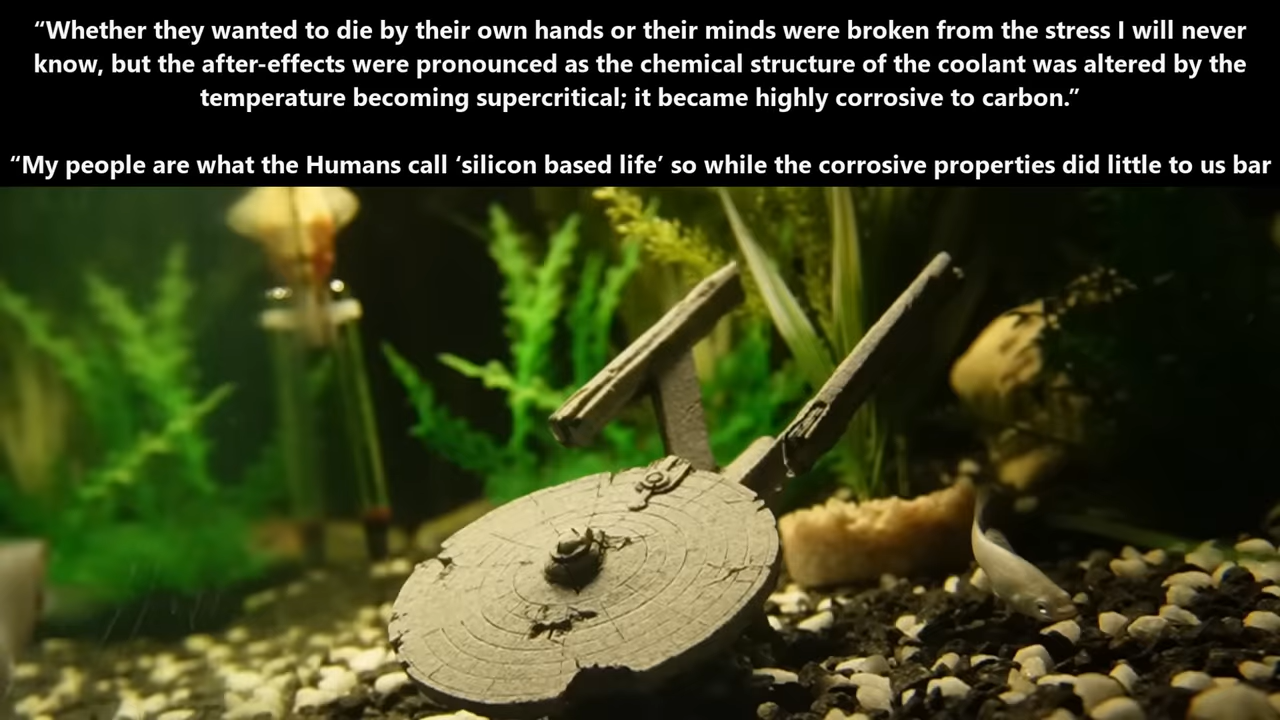 “Whether they wanted to die by their own hands or their minds were broken from the stress I will never
know, but the after-effects were pronounced as the chemical structure of the coolant was altered by the
temperature becoming supercritical; it became highly corrosive to carbon.”
“My people are what the Humans call ‘silicon based life’ so while the corrosive properties did little to us bar